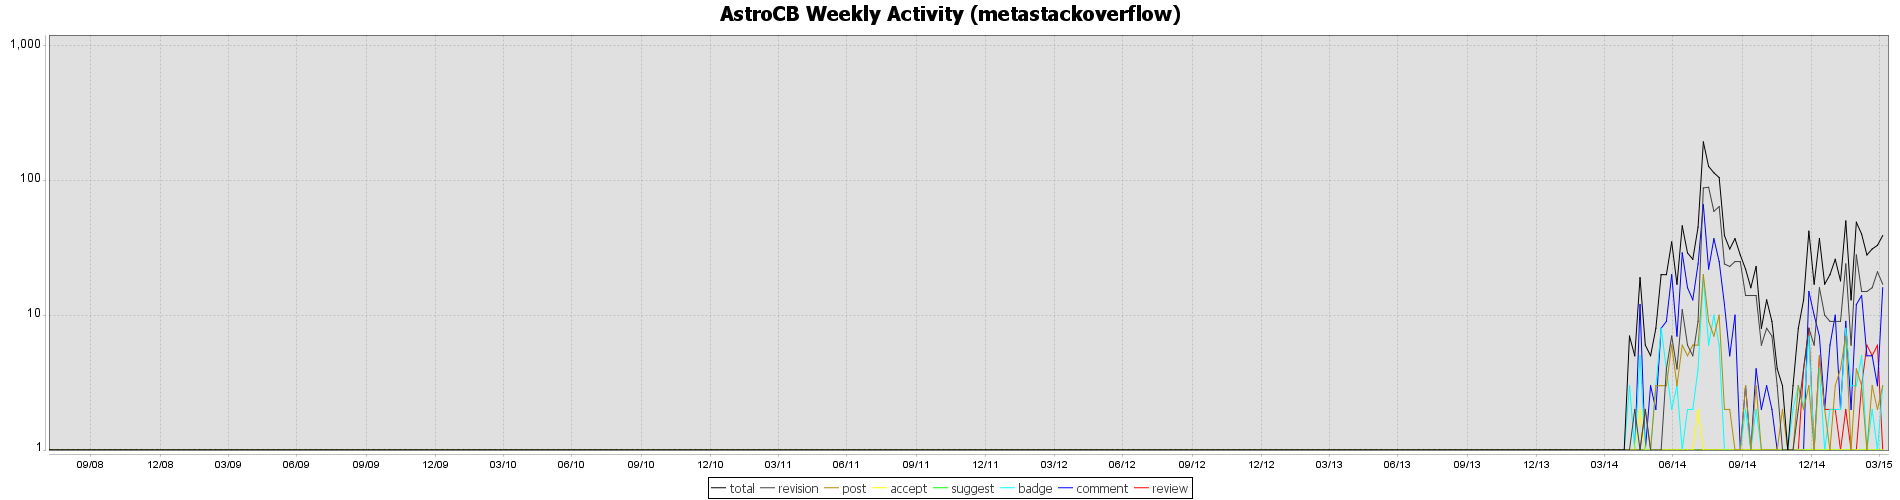 AstroCB Weekly Activity (metastackoverflow)
1,000
100
10
1
09/08 12/08 03/09 06/09 09/09 12/09 03/10 06/10 09/10 12/10 03/11 06/11 09/11 12/11 03/12 06/12 09/12 12/12 03/13 06/13 09/13 12/13 03/14 06/14 09/14 12/14 03/15
total revision post accept suggest badge comment review